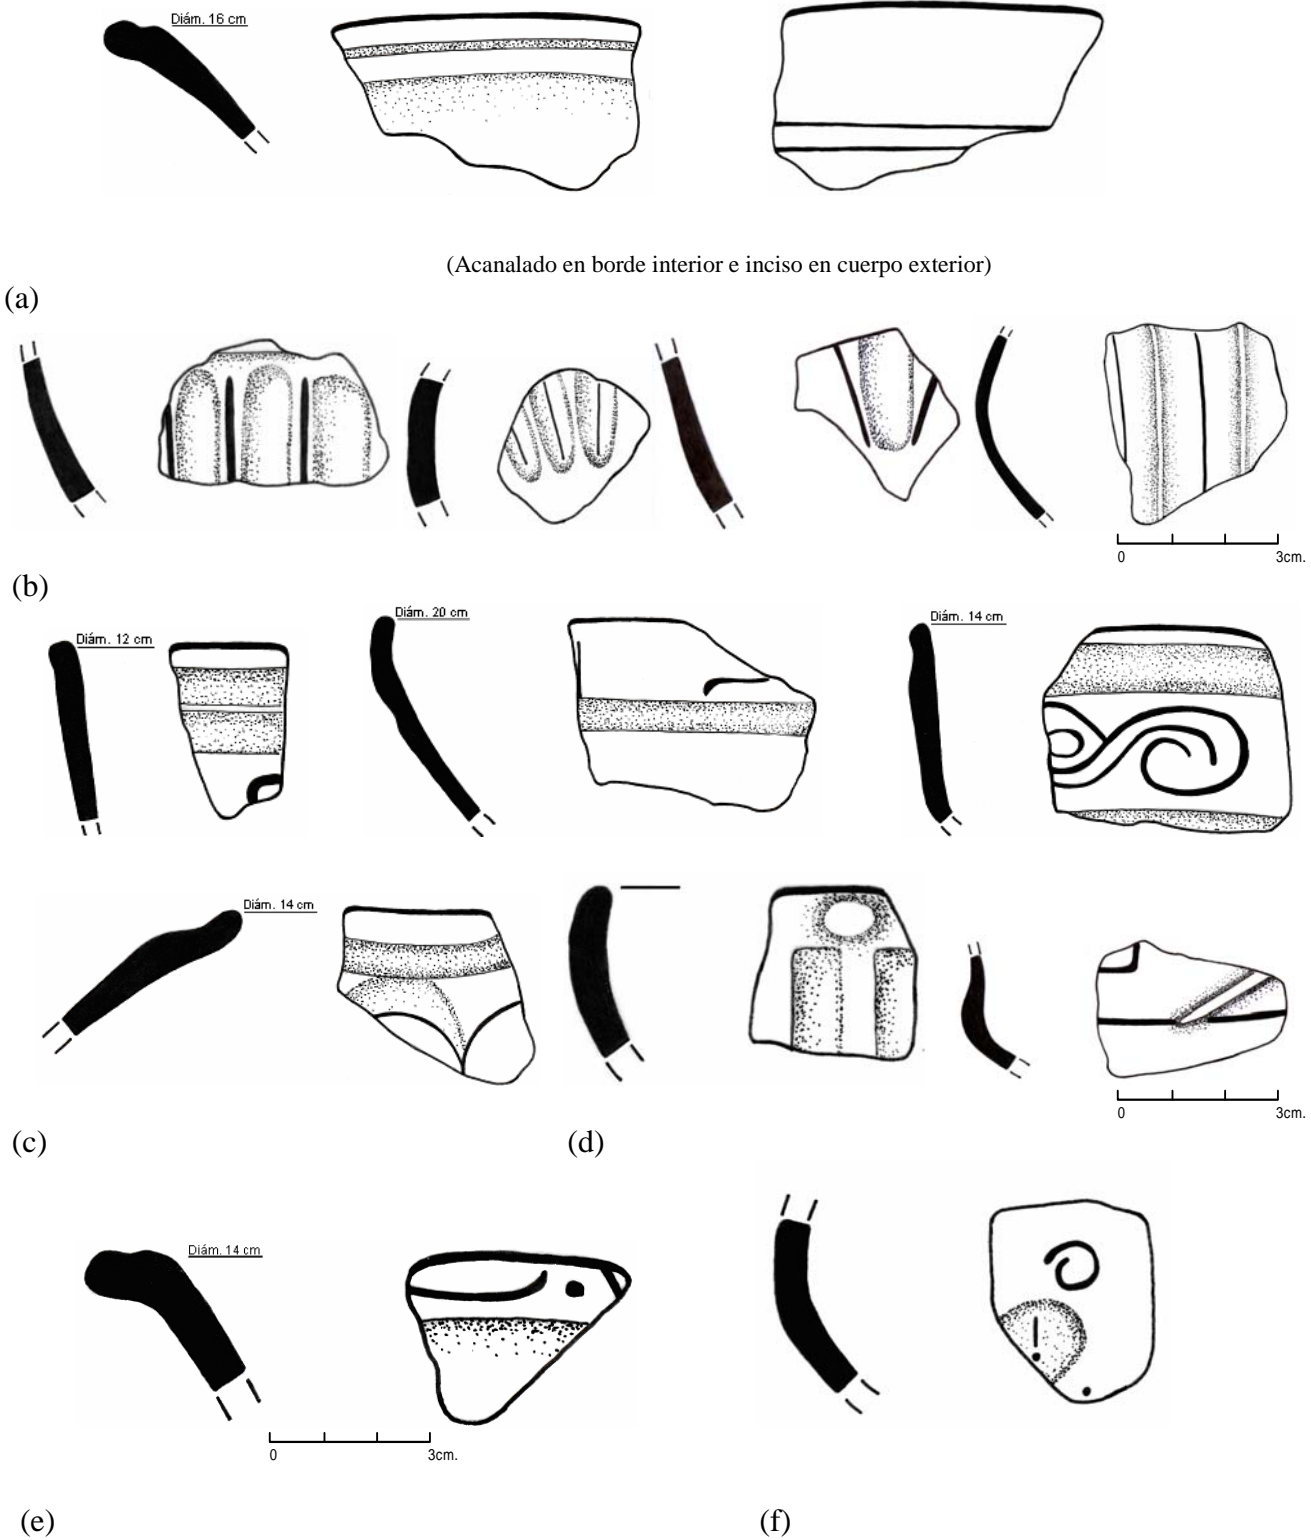 Diám. 16 cm
(Acanalado en borde interior e inciso en cuerpo exterior)
(a)
0 3cm.
(b)
Diám. 12 cm
Diám. 20 cm
Diám. 14 cm
Diám. 14 cm
0 3cm.
(c)
(d)
Diám. 14 cm
0 3cm.
(e)
(f)